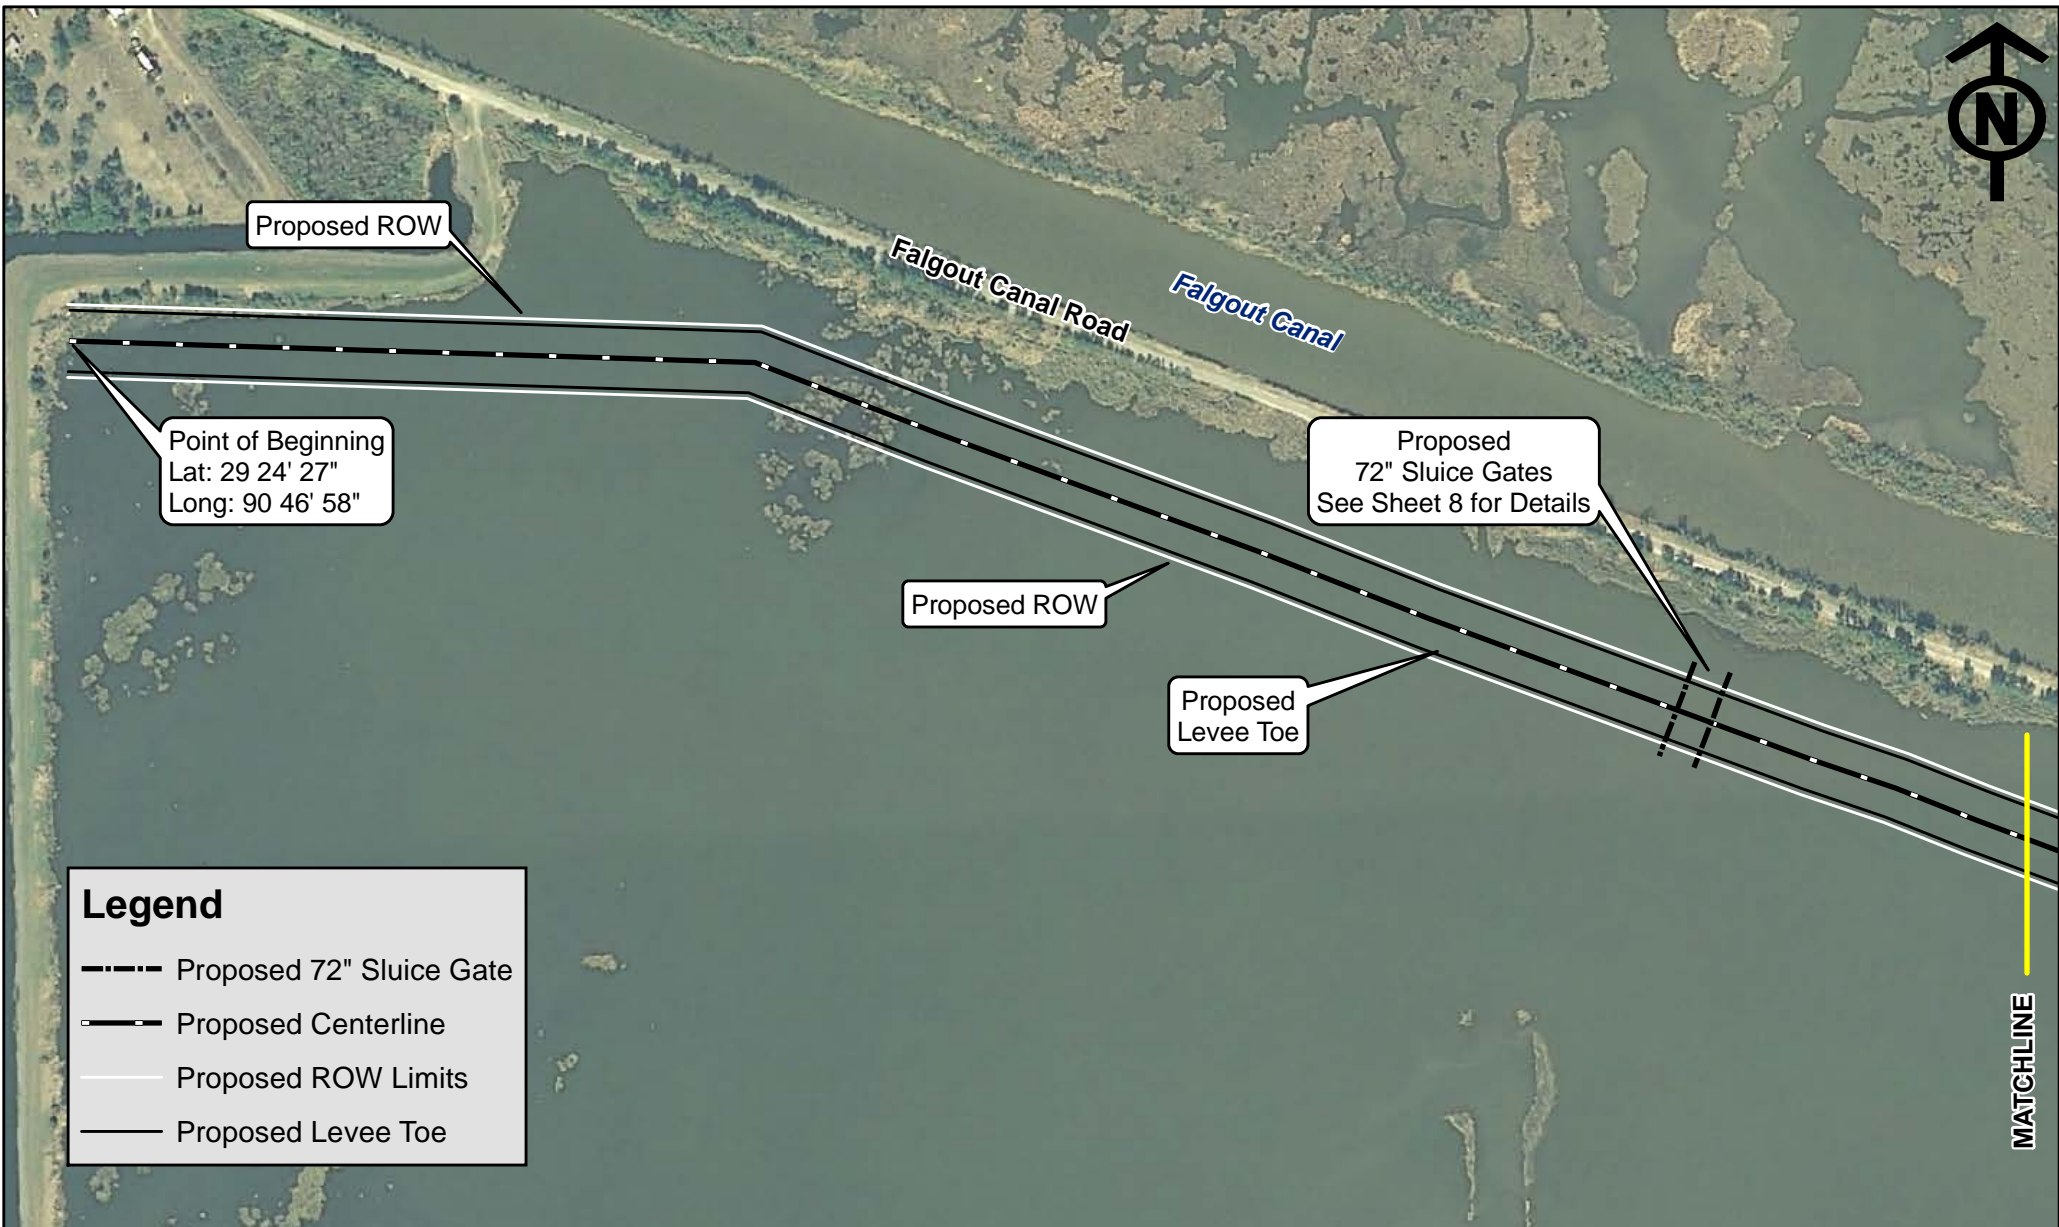 N
Proposed ROW
Falgout Canal Road
Falgout Canal
Point of Beginning
Lat: 29 24' 27"
Long: 90 46' 58"
Proposed
72" Sluice Gates
See Sheet 8 for Details
Proposed ROW
Proposed
Levee Toe
Legend
Proposed 72" Sluice Gate
Proposed Centerline
Proposed ROW Limits
Proposed Levee Toe
MATCHLINE